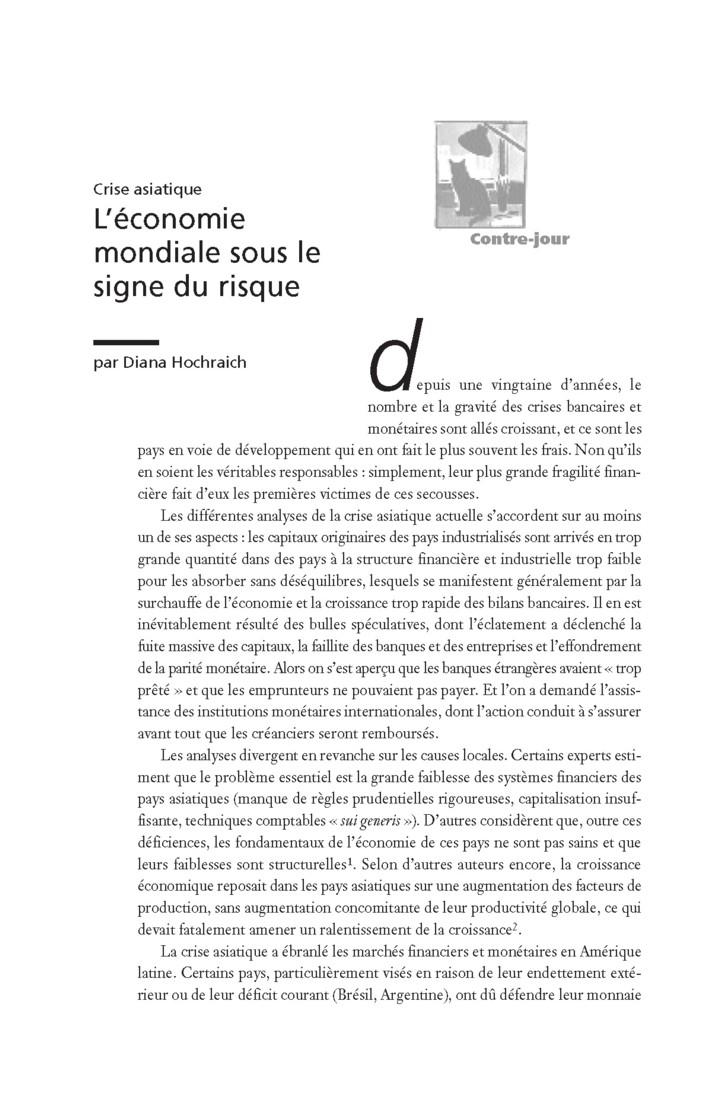 Crise asiatique
L’économie
mondiale sous le
signe du risque
Contre-jour
par Diana Hochraich
depuis une vingtaine d’années, le
nombre et la gravité des crises bancaires et
monétaires sont allés croissant, et ce sont les
pays en voie de développement qui en ont fait le plus souvent les frais. Non qu’ils
en soient les véritables responsables : simplement, leur plus grande fragilité finan-
cière fait d’eux les premières victimes de ces secousses.
Les différentes analyses de la crise asiatique actuelle s’accordent sur au moins
un de ses aspects : les capitaux originaires des pays industrialisés sont arrivés en trop
grande quantité dans des pays à la structure financière et industrielle trop faible
pour les absorber sans déséquilibres, lesquels se manifestent généralement par la
surchauffe de l’économie et la croissance trop rapide des bilans bancaires. Il en est
inévitablement résulté des bulles spéculatives, dont l’éclatement a déclenché la
fuite massive des capitaux, la faillite des banques et des entreprises et l’effondrement
de la parité monétaire. Alors on s’est aperçu que les banques étrangères avaient « trop
prêté » et que les emprunteurs ne pouvaient pas payer. Et l’on a demandé l’assis-
tance des institutions monétaires internationales, dont l’action conduit à s’assurer
avant tout que les créanciers seront remboursés.
Les analyses divergent en revanche sur les causes locales. Certains experts esti-
ment que le problème essentiel est la grande faiblesse des systèmes financiers des
pays asiatiques (manque de règles prudentielles rigoureuses, capitalisation insuf-
fisante, techniques comptables « sui generis »). D’autres considèrent que, outre ces
déficiences, les fondamentaux de l’économie de ces pays ne sont pas sains et que
leurs faiblesses sont structurelles¹. Selon d’autres auteurs encore, la croissance
économique reposait dans les pays asiatiques sur une augmentation des facteurs de
production, sans augmentation concomitante de leur productivité globale, ce qui
devait fatalement amener un ralentissement de la croissance².
La crise asiatique a ébranlé les marchés financiers et monétaires en Amérique
latine. Certains pays, particulièrement visés en raison de leur endettement exté-
rieur ou de leur déficit courant (Brésil, Argentine), ont dû défendre leur monnaie